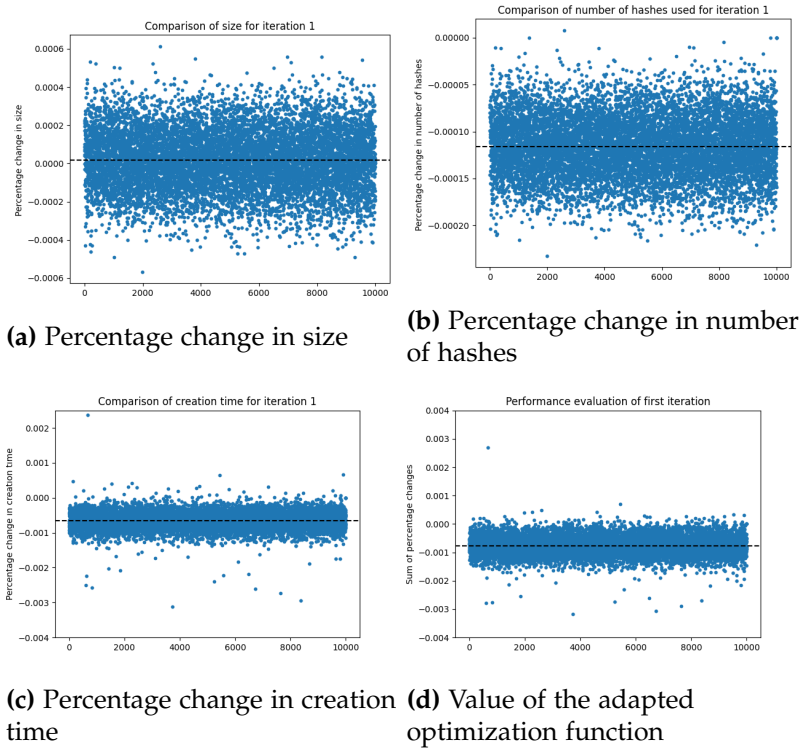 Comparison of size for iteration 1
Percentage change in size
0.0006
0.0004
0.0002
0.0000
−0.0002
−0.0004
−0.0006
0 2000 4000 6000 8000 10000
(a) Percentage change in size
Comparison of number of hashes used for iteration 1
Percentage change in number of hashes
0.00000
−0.00005
−0.00010
−0.00015
−0.00020
0 2000 4000 6000 8000 10000
(b) Percentage change in number
of hashes
Comparison of creation time for iteration 1
Percentage change in creation time
0.002
0.001
0.000
−0.001
−0.002
−0.003
−0.004
0 2000 4000 6000 8000 10000
(c) Percentage change in creation
time
Performance evaluation of first iteration
Sum of percentage changes
0.004
0.003
0.002
0.001
0.000
−0.001
−0.002
−0.003
−0.004
0 2000 4000 6000 8000 10000
(d) Value of the adapted
optimization function